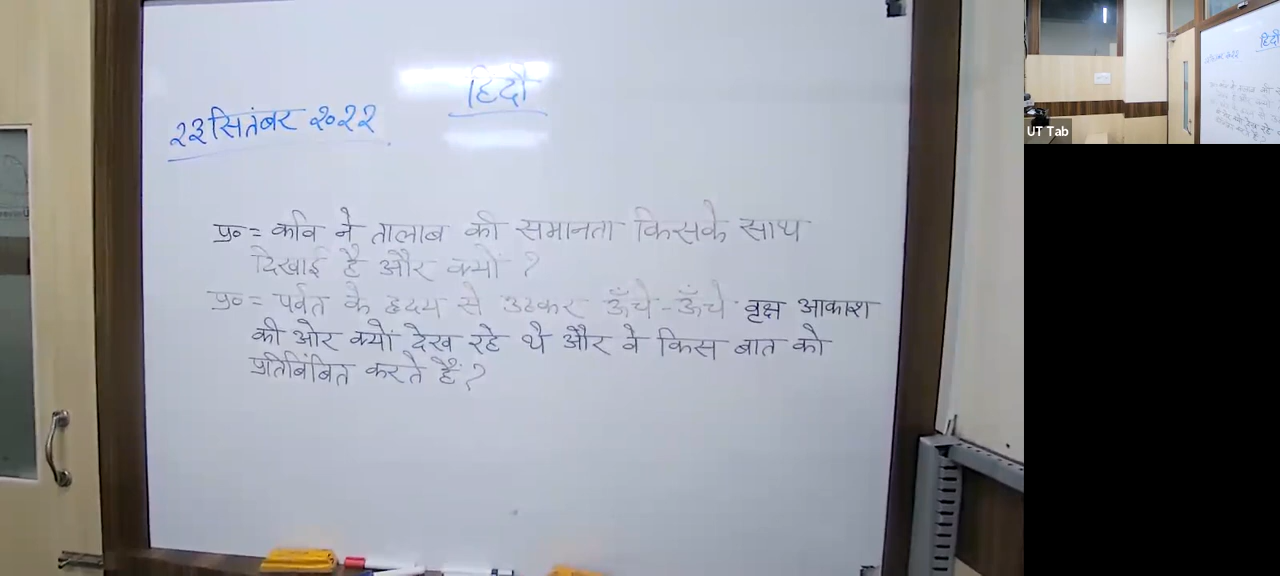 हिंदी
२३ सितंबर २०२२
प्र० = कवि ने तालाब की समानता किसके साथ
दिखाई है और क्यों ?
प्र० = पर्वत के हृदय से उठकर ऊँचे-ऊँचे वृक्ष आकाश
की ओर क्यों देख रहे थे और वे किस बात को
प्रतिबिंबित करते हैं?
UT Tab